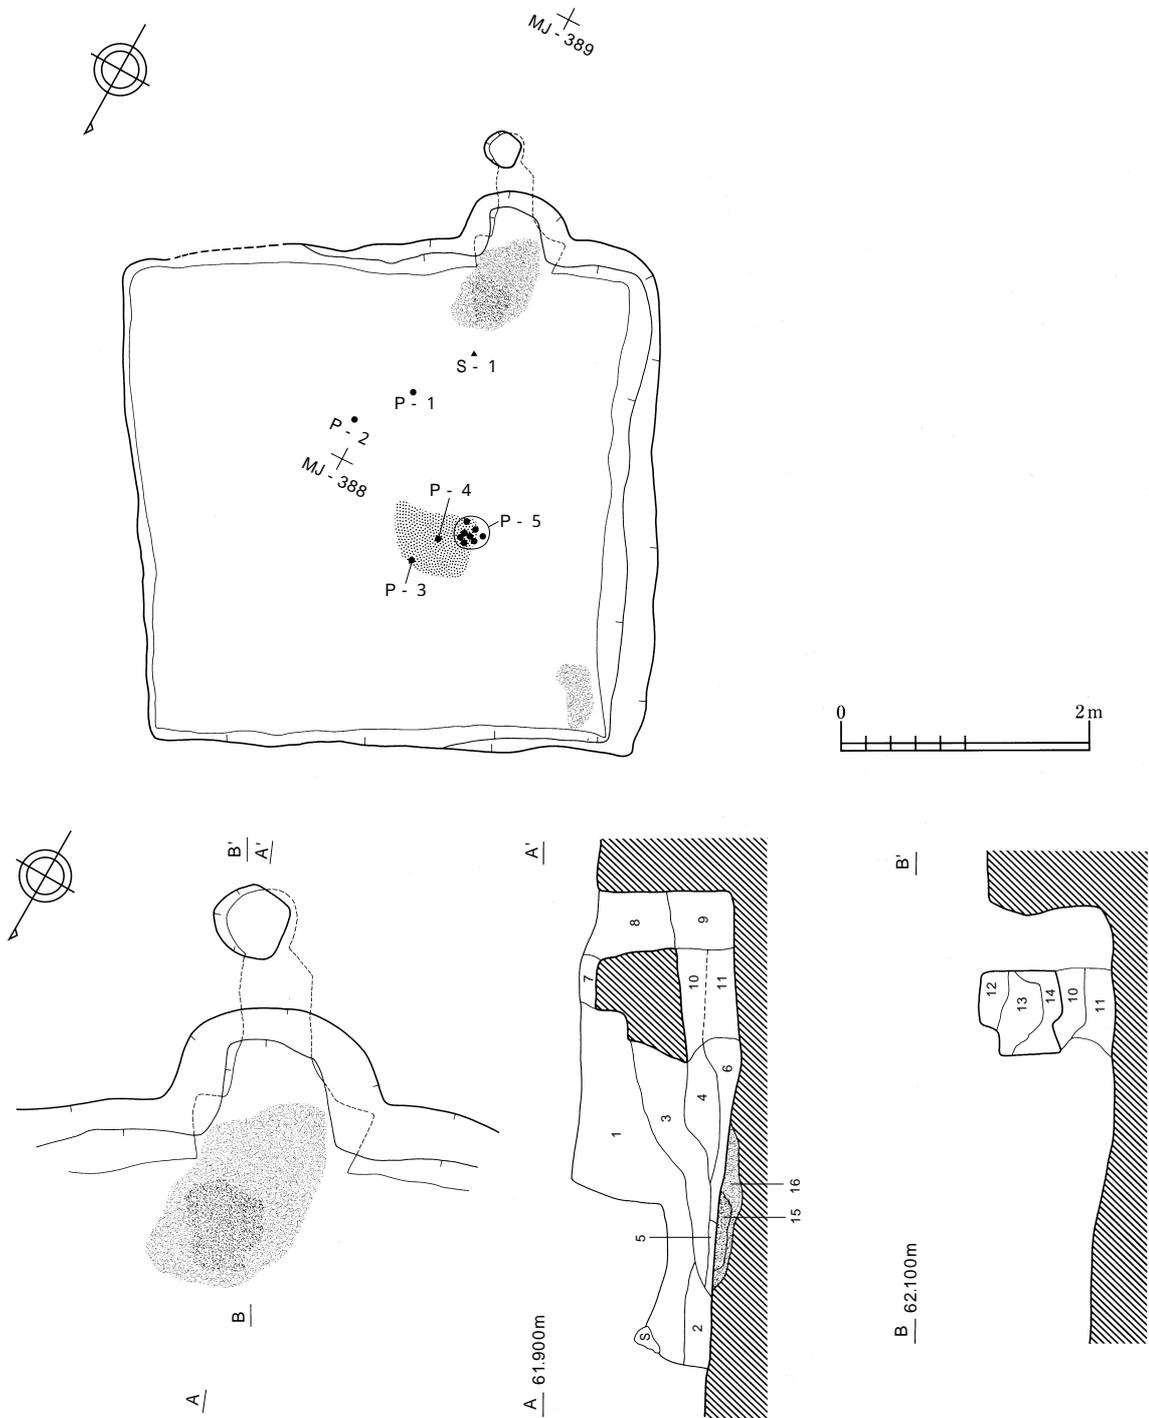 MJ - 389
S - 1
P - 1
P - 2
MJ - 388
P - 4
P - 5
P - 3
0 2m
B' A'
B
A
A'
8 9
7 10 11
6
4
3
1
16
15
5
2
S
A 61.900m
B'
12 13 14 10 11
B 62.100m